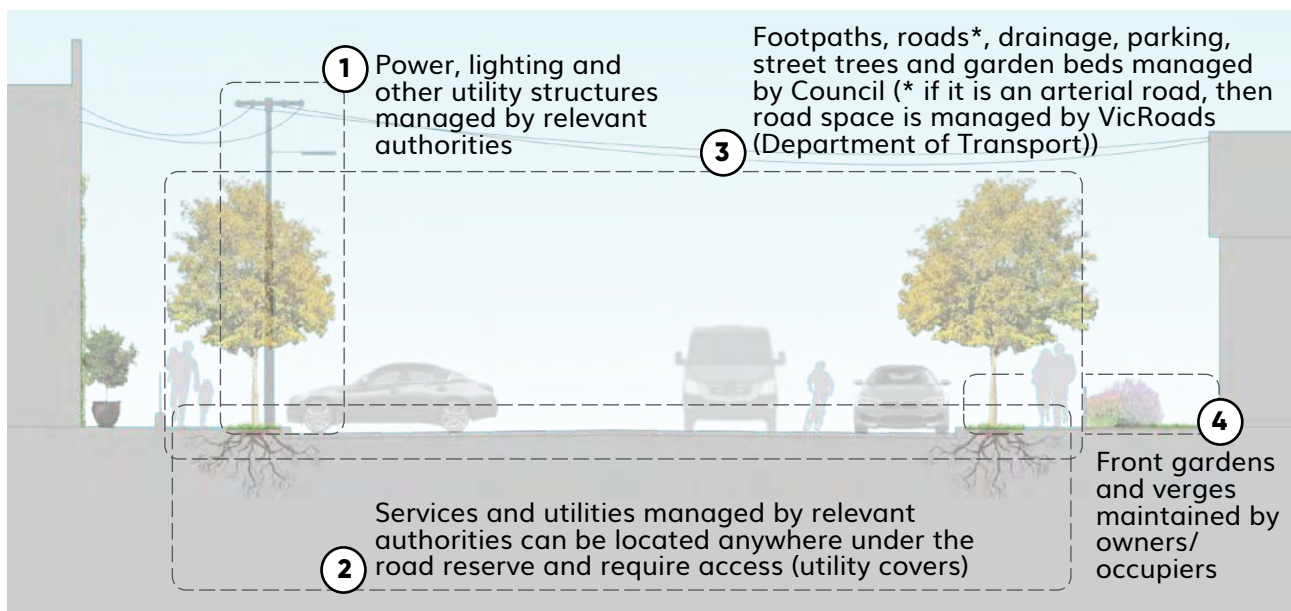 1
Power, lighting and
other utility structures
managed by relevant
authorities
Footpaths, roads*, drainage, parking,
street trees and garden beds managed
by Council (* if it is an arterial road, then
road space is managed by VicRoads
(Department of Transport))
3
4
Front gardens
and verges
maintained by
owners/
occupiers
Services and utilities managed by relevant
authorities can be located anywhere under the
road reserve and require access (utility covers)
2